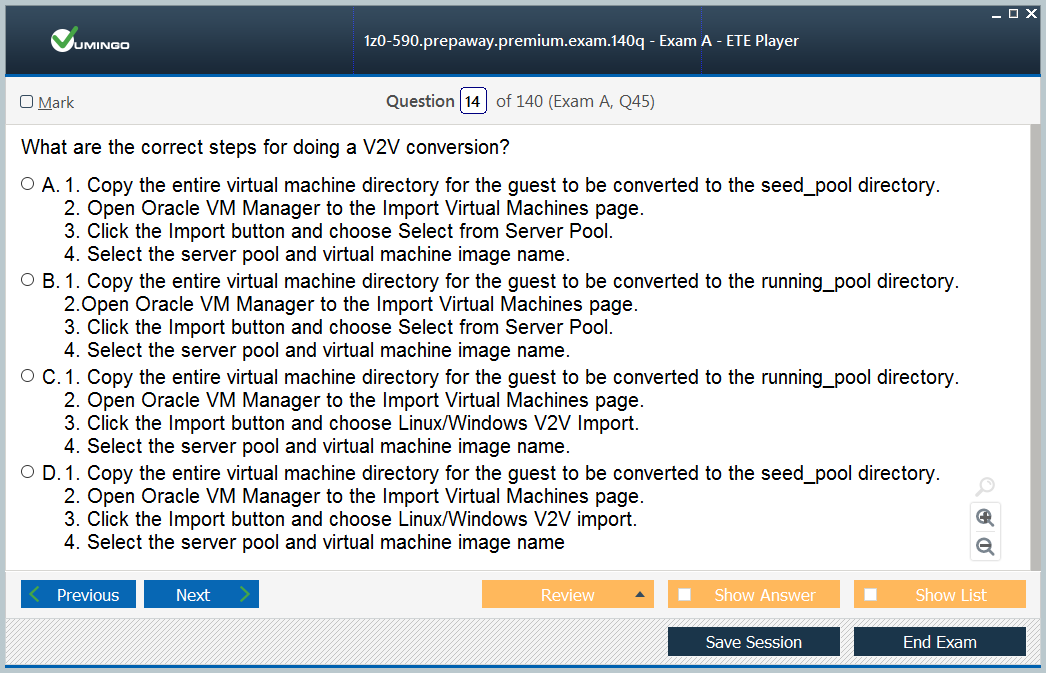 VUMINGO
1z0-590.prepaway.premium.exam.140q - Exam A - ETE Player
Mark
Question 14 of 140 (Exam A, Q45)
What are the correct steps for doing a V2V conversion?
A. 1. Copy the entire virtual machine directory for the guest to be converted to the seed_pool directory.
2. Open Oracle VM Manager to the Import Virtual Machines page.
3. Click the Import button and choose Select from Server Pool.
4. Select the server pool and virtual machine image name.
B. 1. Copy the entire virtual machine directory for the guest to be converted to the running_pool directory.
2.Open Oracle VM Manager to the Import Virtual Machines page.
3. Click the Import button and choose Select from Server Pool.
4. Select the server pool and virtual machine image name.
C. 1. Copy the entire virtual machine directory for the guest to be converted to the running_pool directory.
2. Open Oracle VM Manager to the Import Virtual Machines page.
3. Click the Import button and choose Linux/Windows V2V Import.
4. Select the server pool and virtual machine image name.
D. 1. Copy the entire virtual machine directory for the guest to be converted to the seed_pool directory.
2. Open Oracle VM Manager to the Import Virtual Machines page.
3. Click the Import button and choose Linux/Windows V2V import.
4. Select the server pool and virtual machine image name
Previous
Next
Review
Show Answer
Show List
Save Session
End Exam